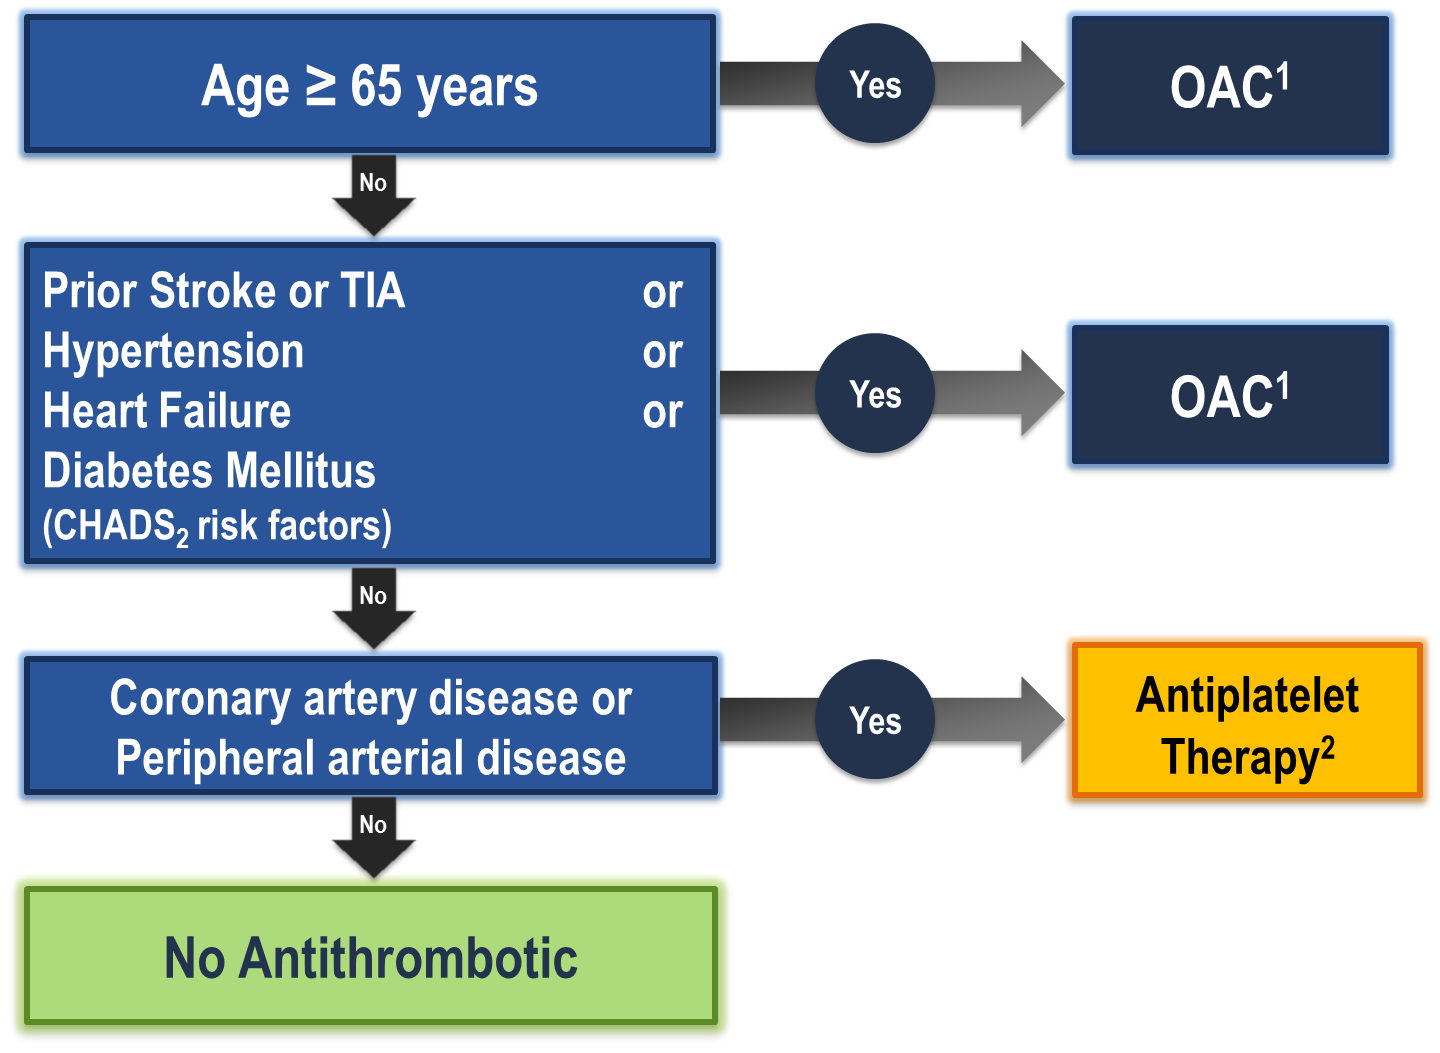 Age ≥ 65 years
Yes
OAC¹
No
Prior Stroke or TIA or
Hypertension or
Heart Failure or
Diabetes Mellitus
(CHADS₂ risk factors)
Yes
OAC¹
No
Coronary artery disease or
Peripheral arterial disease
Yes
Antiplatelet
Therapy²
No
No Antithrombotic